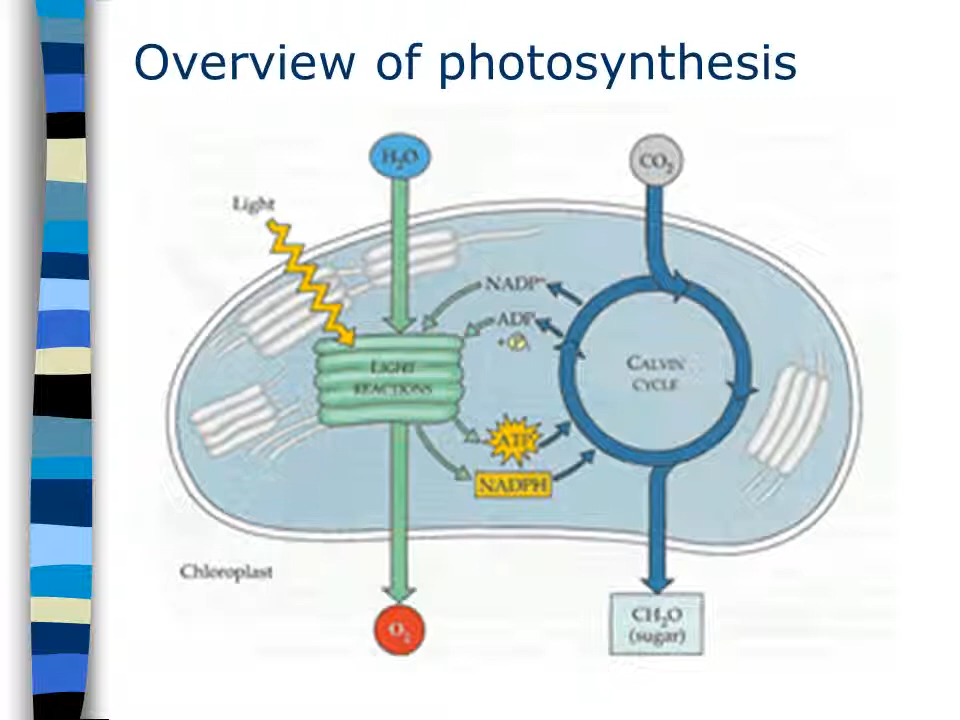 Overview of photosynthesis
H₂O
CO₂
Light
NADP⁺
ADP
+ P
LIGHT
REACTIONS
CALVIN
CYCLE
ATP
NADPH
Chloroplast
O₂
CH₂O
(sugar)